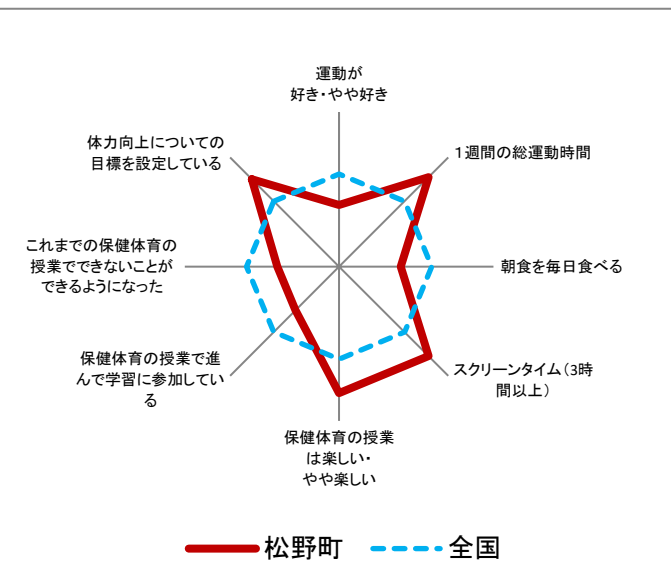 運動が
好き・やや好き
1週間の総運動時間
朝食を毎日食べる
スクリーンタイム(3時
間以上)
保健体育の授業
は楽しい・
やや楽しい
保健体育の授業で進
んで学習に参加してい
る
これまでの保健体育の
授業でできないことが
できるようになった
体力向上についての
目標を設定している
松野町
全国